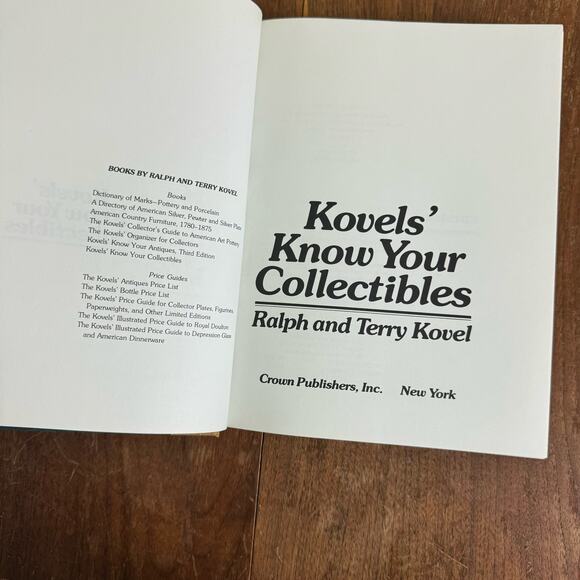 BOOKS BY RALPH AND TERRY KOVEL
Books
Dictionary of Marks—Pottery and Porcelain
A Directory of American Silver, Pewter and Silver Plate
American Country Furniture, 1780–1875
The Kovels' Collector's Guide to American Art Pottery
The Kovels' Organizer for Collectors
Kovels' Know Your Antiques, Third Edition
Kovels' Know Your Collectibles
Price Guides
The Kovels' Antiques Price List
The Kovels' Bottle Price List
The Kovels' Price Guide for Collector Plates, Figurines,
Paperweights, and Other Limited Editions
The Kovels' Illustrated Price Guide to Royal Doulton
The Kovels' Illustrated Price Guide to Depression Glass
and American Dinnerware
Kovels'
Know Your
Collectibles
Ralph and Terry Kovel
Crown Publishers, Inc. New York